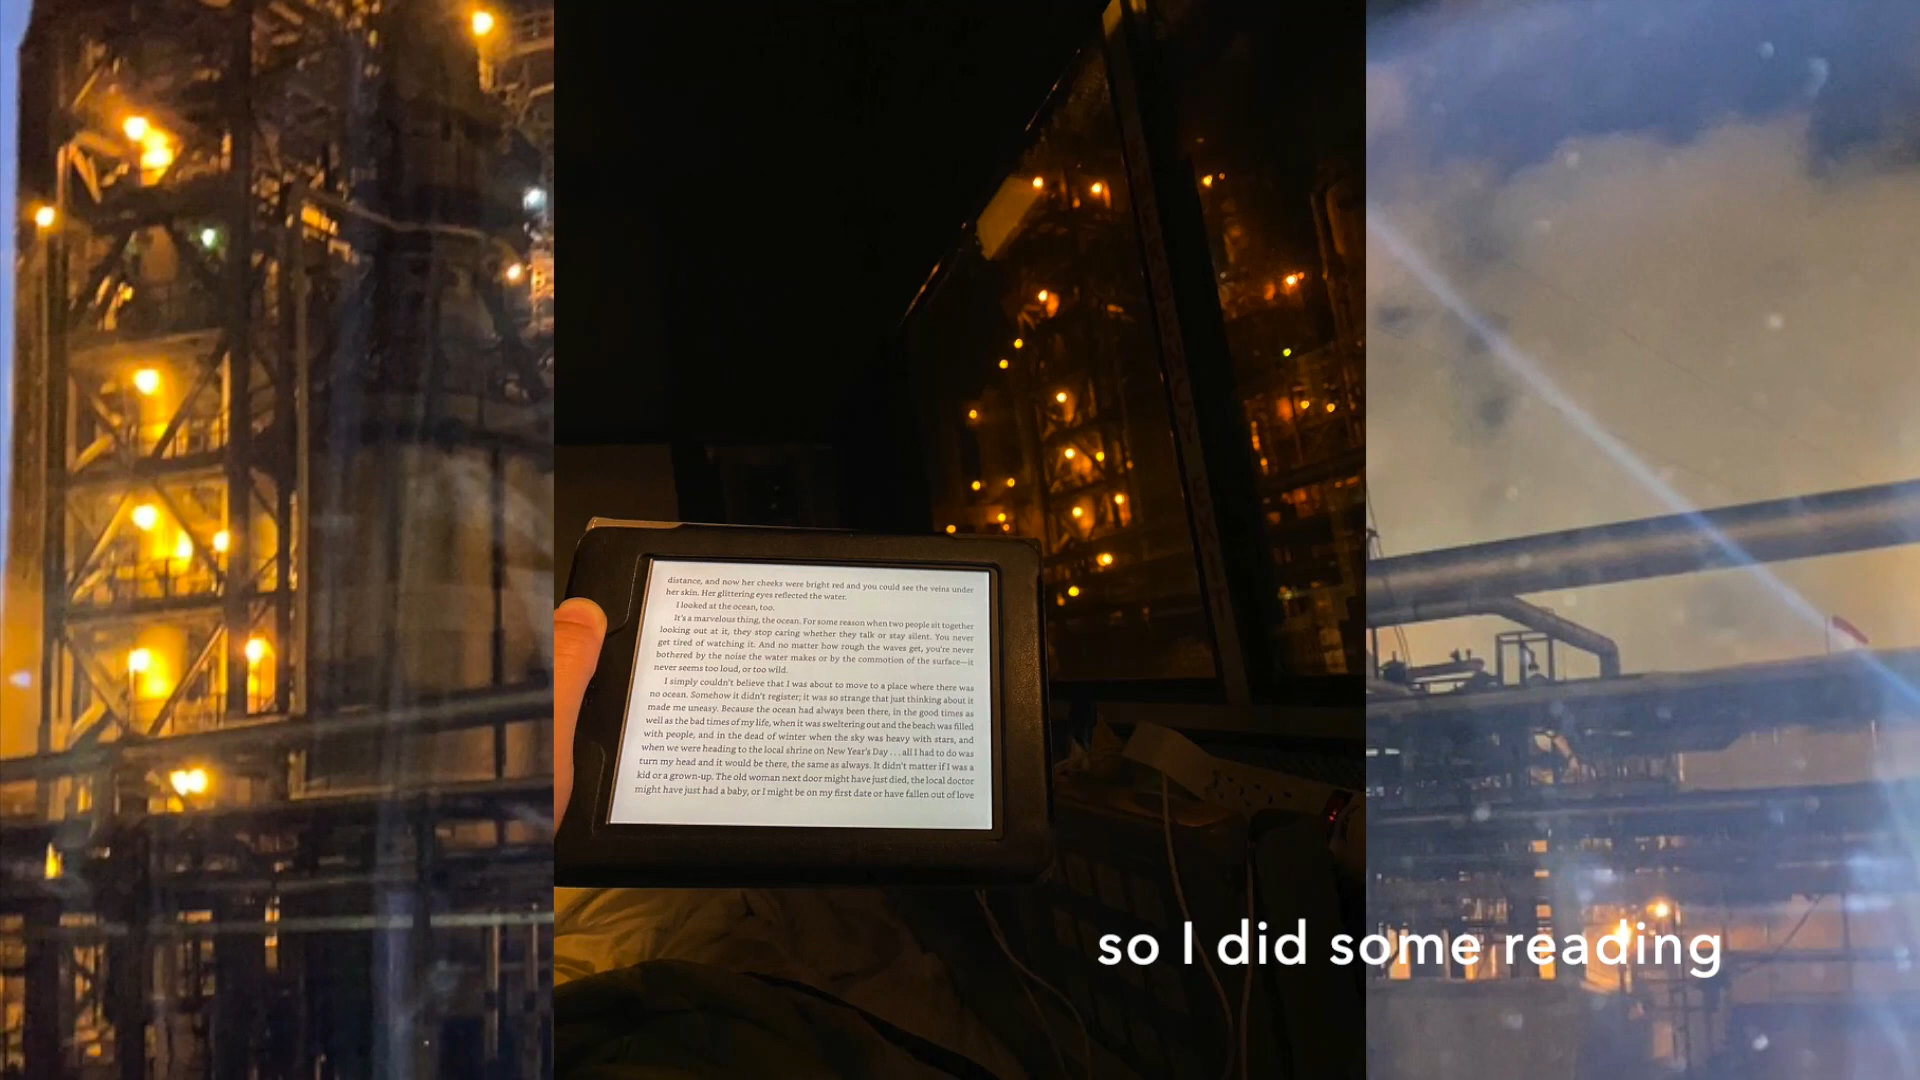 distance, and now her cheeks were bright red and you could see the veins under
her skin. Her glittering eyes reflected the water.
I looked at the ocean, too.
It's a marvelous thing, the ocean. For some reason when two people sit together
looking out at it, they stop caring whether they talk or stay silent. You never
get tired of watching it. And no matter how rough the waves get, you're never
bothered by the noise the water makes or by the commotion of the surface—it
never seems too loud, or too wild.
I simply couldn't believe that I was about to move to a place where there was
no ocean. Somehow it didn't register; it was so strange that just thinking about it
made me uneasy. Because the ocean had always been there, in the good times as
well as the bad times of my life, when it was sweltering out and the beach was filled
with people, and in the dead of winter when the sky was heavy with stars, and
when we were heading to the local shrine on New Year's Day . . . all I had to do was
turn my head and it would be there, the same as always. It didn't matter if I was a
kid or a grown-up. The old woman next door might have just died, the local doctor
might have just had a baby, or I might be on my first date or have fallen out of love
so I did some reading